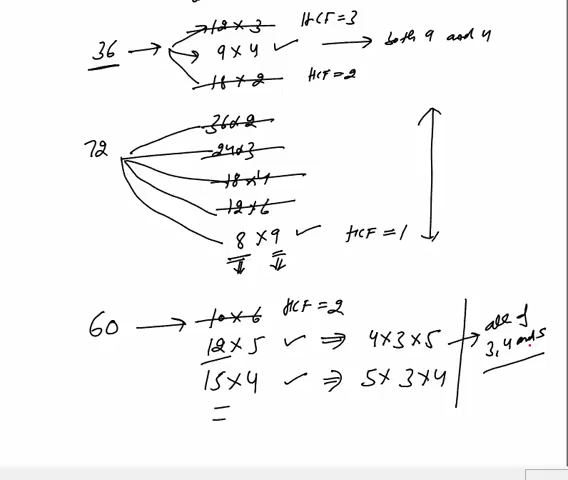 12 × 3 HCF = 3
36 → 9 × 4 ✓ → both 9 and 4
18 × 2 HCF = 2
36 × 2
72 24 × 3
18 × 4
12 × 6
8 × 9 ✓ HCF = 1
60 → 10 × 6 HCF = 2
12 × 5 ✓ ⇒ 4 × 3 × 5 → all of
3, 4 and 5
15 × 4 ✓ ⇒ 5 × 3 × 4
=